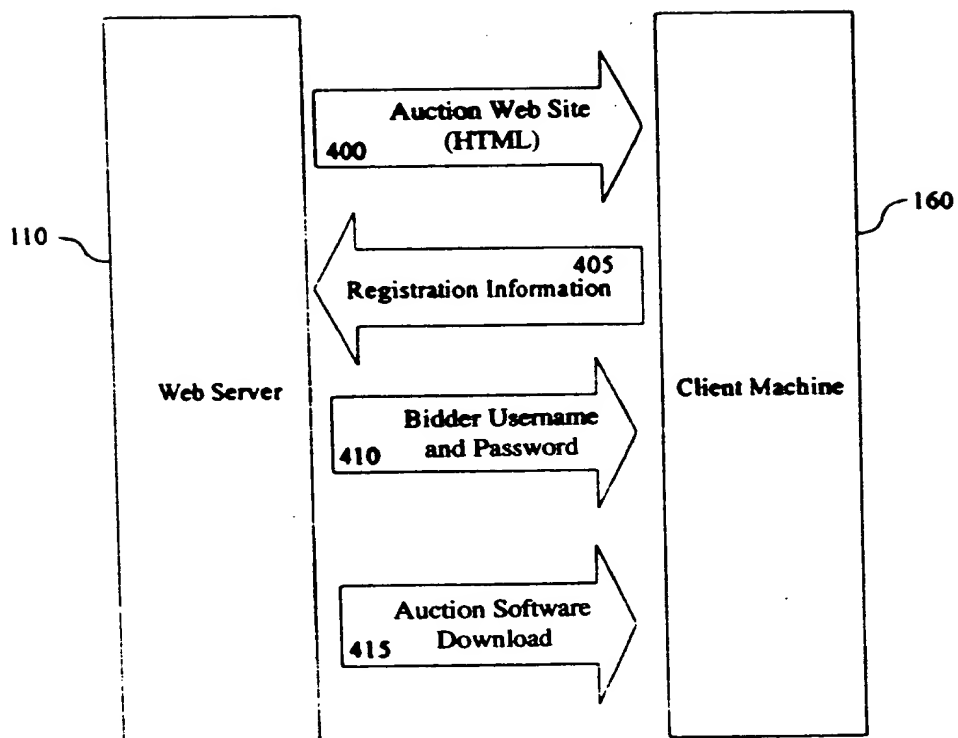 Auction Web Site
(HTML)
400
160
110
405
Registration Information
Web Server
Client Machine
Bidder Username
and Password
410
Auction Software
Download
415